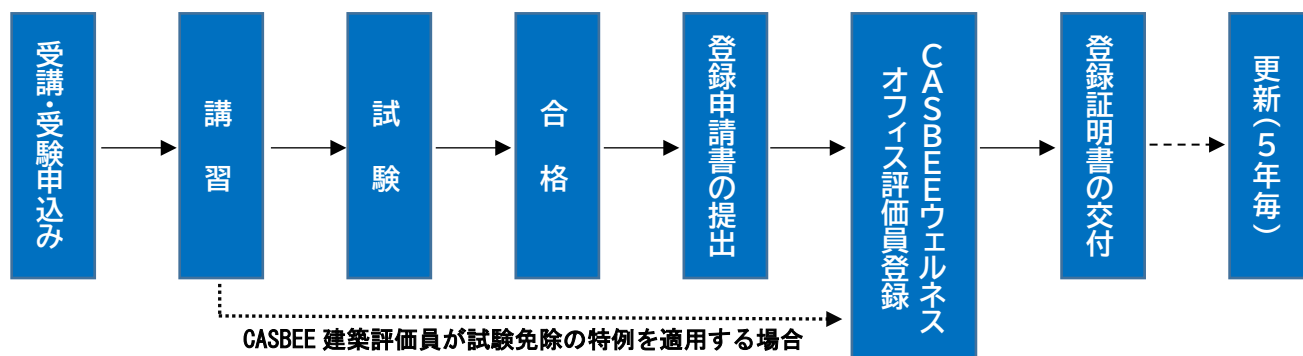 受講・受験申込み
講習
試験
合格
登録申請書の提出
CASBEEウェルネス
オフィス評価員登録
登録証明書の交付
更新(5年毎)
CASBEE 建築評価員が試験免除の特例を適用する場合